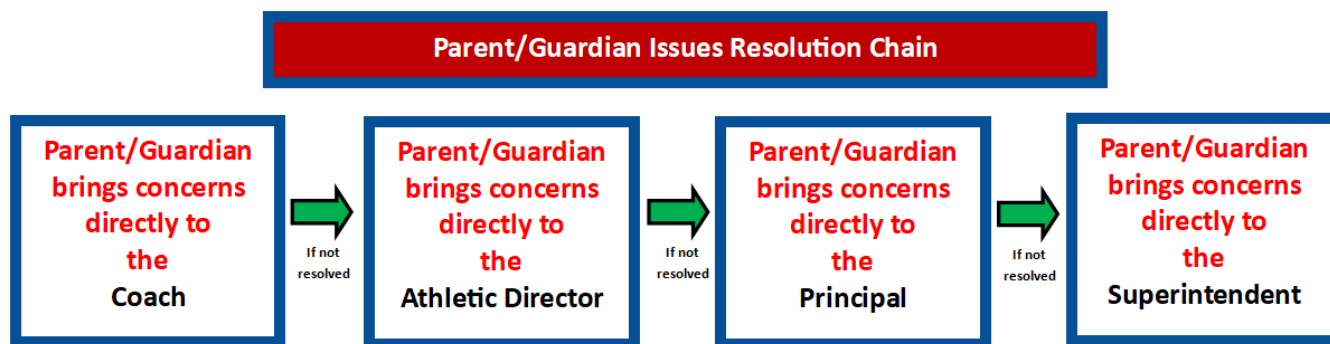 Parent/Guardian Issues Resolution Chain
Parent/Guardian
brings concerns
directly to
the
Coach
If not
resolved
Parent/Guardian
brings concerns
directly to
the
Athletic Director
If not
resolved
Parent/Guardian
brings concerns
directly to
the
Principal
If not
resolved
Parent/Guardian
brings concerns
directly to
the
Superintendent